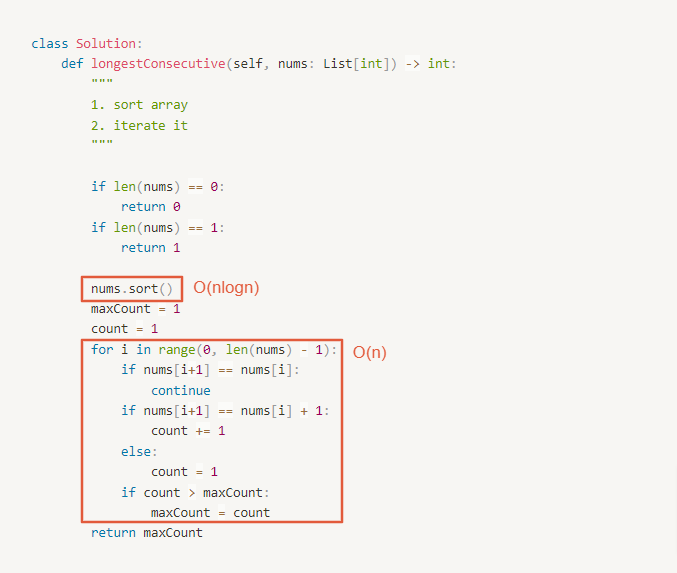 class Solution:
    def longestConsecutive(self, nums: List[int]) -> int:
        """
        1. sort array
        2. iterate it
        """
        if len(nums) == 0:
            return 0
        if len(nums) == 1:
            return 1
        nums.sort() O(nlogn)
        maxCount = 1
        count = 1
        for i in range(0, len(nums) - 1): O(n)
            if nums[i+1] == nums[i]:
                continue
            if nums[i+1] == nums[i] + 1:
                count += 1
            else:
                count = 1
            if count > maxCount:
                maxCount = count
        return maxCount